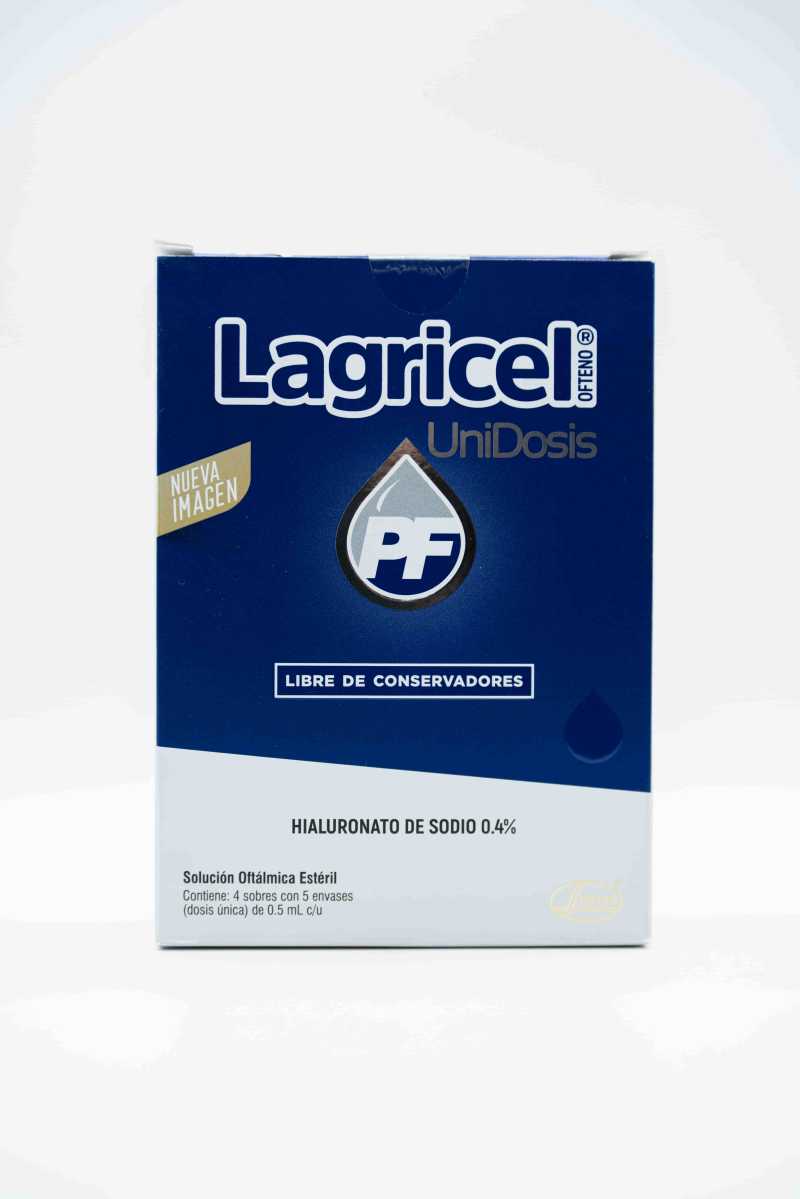 Lagricel
OFTENO®
UniDosis
NUEVA
IMAGEN
PF
LIBRE DE CONSERVADORES
HIALURONATO DE SODIO 0.4%
Solución Oftálmica Estéril
Contiene: 4 sobres con 5 envases
(dosis única) de 0.5 mL c/u